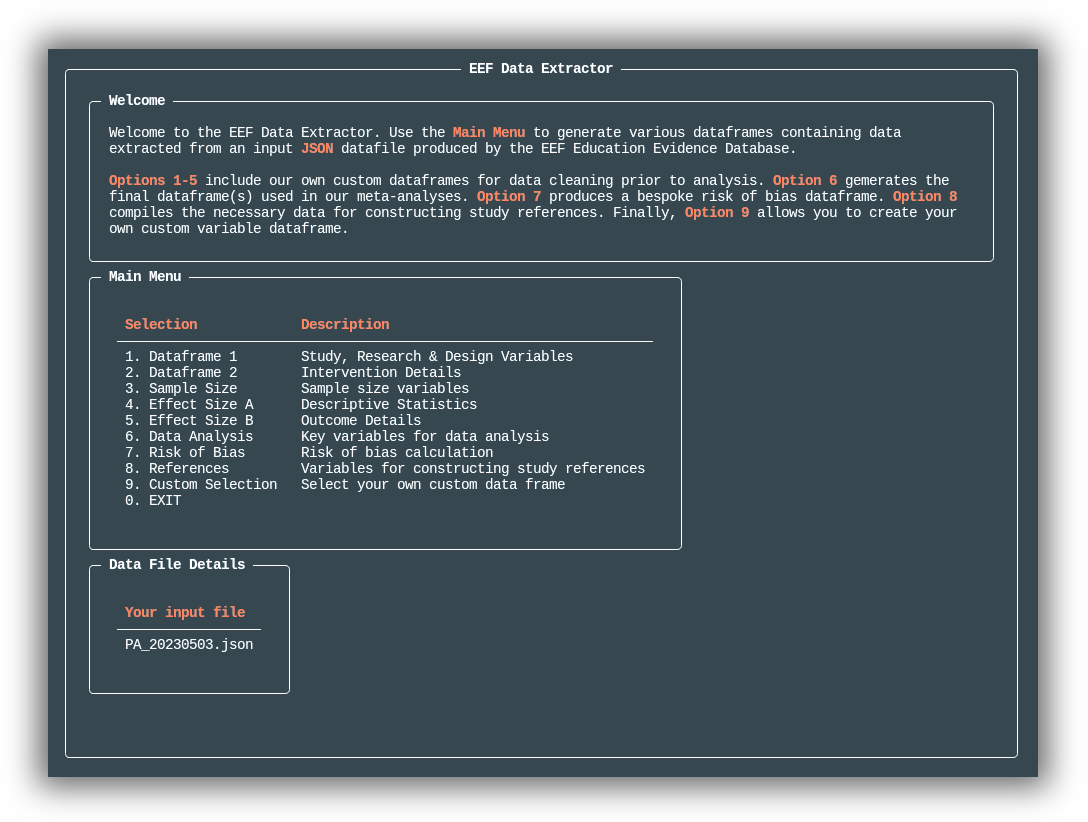 EEF Data Extractor
Welcome
Welcome to the EEF Data Extractor. Use the Main Menu to generate various dataframes containing data
extracted from an input JSON datafile produced by the EEF Education Evidence Database.
Options 1-5 include our own custom dataframes for data cleaning prior to analysis. Option 6 gemerates the
final dataframe(s) used in our meta-analyses. Option 7 produces a bespoke risk of bias dataframe. Option 8
compiles the necessary data for constructing study references. Finally, Option 9 allows you to create your
own custom variable dataframe.
Main Menu
Selection Description
1. Dataframe 1 Study, Research & Design Variables
2. Dataframe 2 Intervention Details
3. Sample Size Sample size variables
4. Effect Size A Descriptive Statistics
5. Effect Size B Outcome Details
6. Data Analysis Key variables for data analysis
7. Risk of Bias Risk of bias calculation
8. References Variables for constructing study references
9. Custom Selection Select your own custom data frame
0. EXIT
Data File Details
Your input file
PA_20230503.json